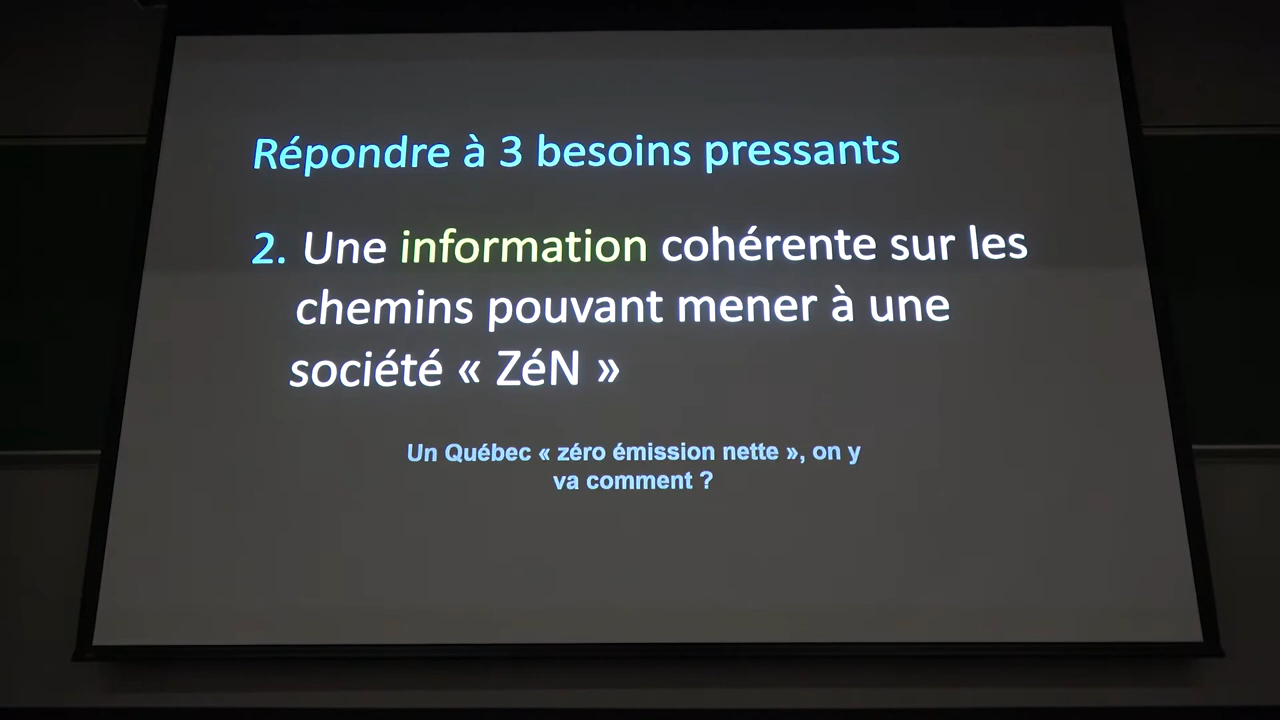 Répondre à 3 besoins pressants
2. Une information cohérente sur les
chemins pouvant mener à une
société « ZéN »
Un Québec « zéro émission nette », on y
va comment ?